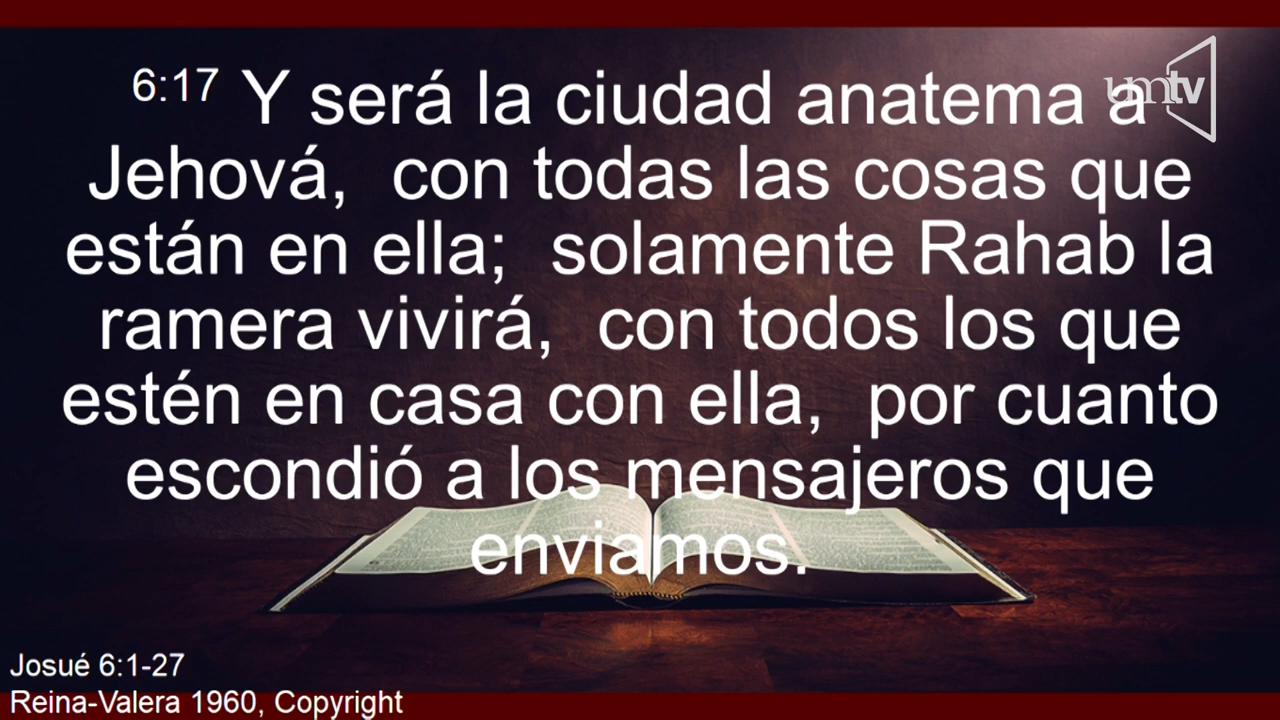 6:17 Y será la ciudad anatema a
Jehová, con todas las cosas que
están en ella; solamente Rahab la
ramera vivirá, con todos los que
estén en casa con ella, por cuanto
escondió a los mensajeros que
enviamos.
umtv
Josué 6:1-27
Reina-Valera 1960, Copyright